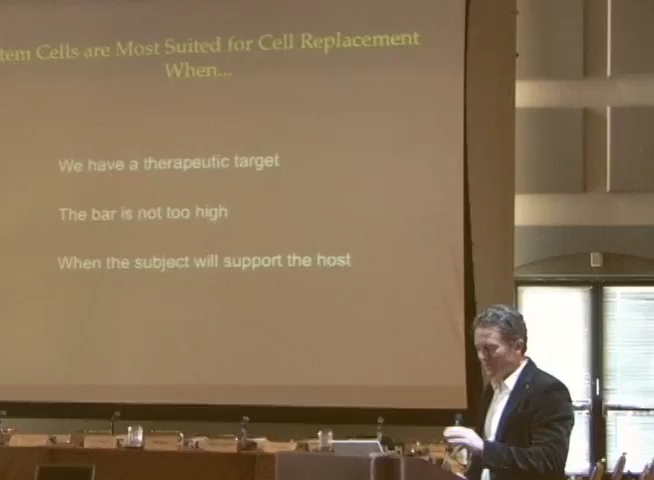 tem Cells are Most Suited for Cell Replacement
When...
We have a therapeutic target
The bar is not too high
When the subject will support the host